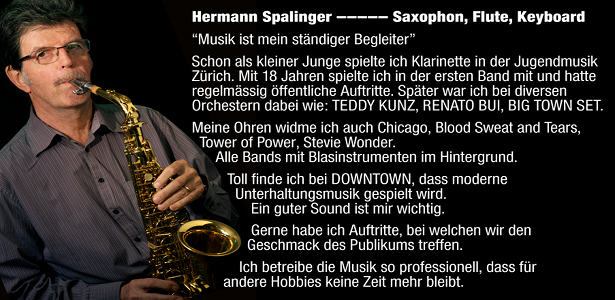 Hermann Spalinger ––––– Saxophon, Flute, Keyboard
“Musik ist mein ständiger Begleiter”
Schon als kleiner Junge spielte ich Klarinette in der Jugendmusik
Zürich. Mit 18 Jahren spielte ich in der ersten Band mit und hatte
regelmässig öffentliche Auftritte. Später war ich bei diversen
Orchestern dabei wie: TEDDY KUNZ, RENATO BUI, BIG TOWN SET.
Meine Ohren widme ich auch Chicago, Blood Sweat and Tears,
Tower of Power, Stevie Wonder.
Alle Bands mit Blasinstrumenten im Hintergrund.
Toll finde ich bei DOWNTOWN, dass moderne
Unterhaltungsmusik gespielt wird.
Ein guter Sound ist mir wichtig.
Gerne habe ich Auftritte, bei welchen wir den
Geschmack des Publikums treffen.
Ich betreibe die Musik so professionell, dass für
andere Hobbies keine Zeit mehr bleibt.